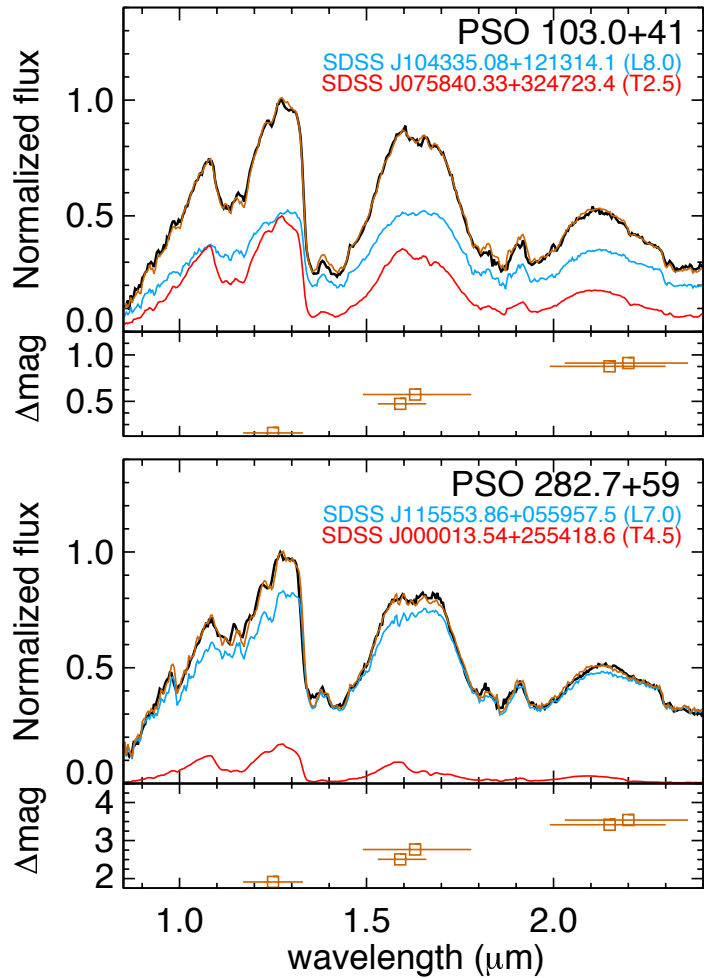 PSO 103.0+41
SDSS J104335.08+121314.1 (L8.0)
SDSS J075840.33+324723.4 (T2.5)
Normalized flux
1.0
0.5
0.0
Δmag
1.0
0.5
PSO 282.7+59
SDSS J115553.86+055957.5 (L7.0)
SDSS J000013.54+255418.6 (T4.5)
Normalized flux
1.0
0.5
0.0
Δmag
4
3
2
1.0 1.5 2.0
wavelength (μm)